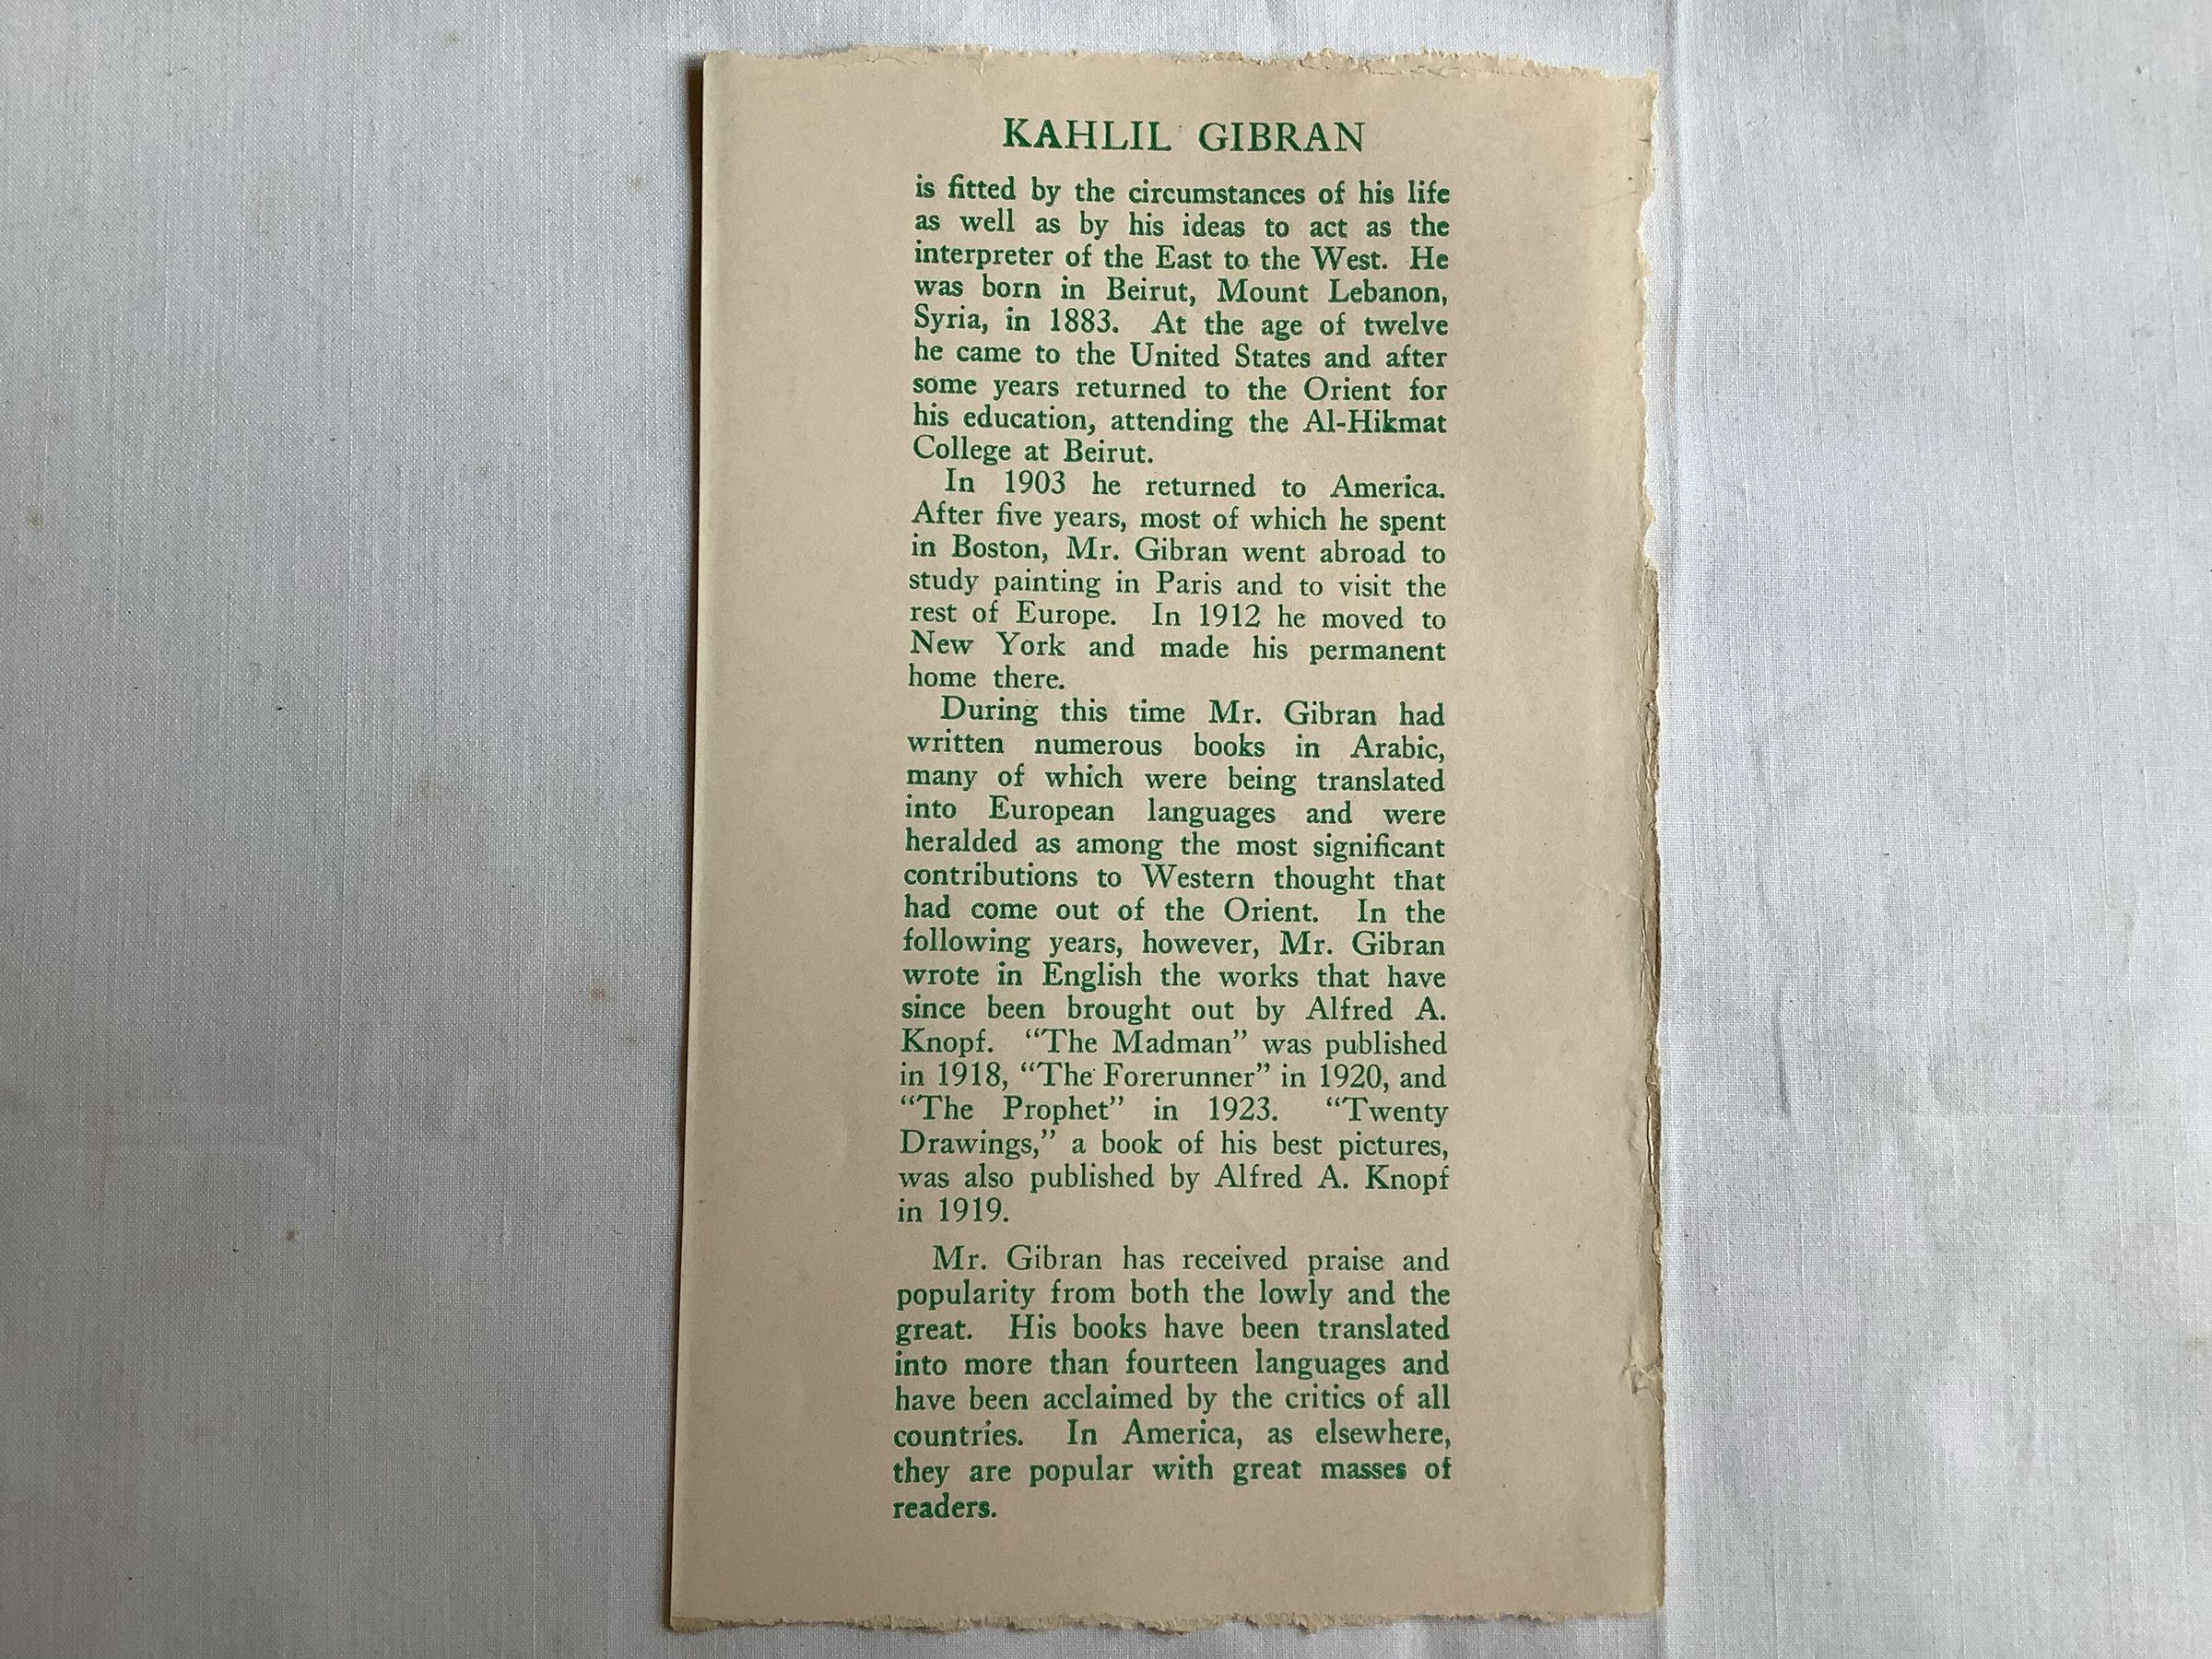 KAHLIL GIBRAN
is fitted by the circumstances of his life
as well as by his ideas to act as the
interpreter of the East to the West. He
was born in Beirut, Mount Lebanon,
Syria, in 1883. At the age of twelve
he came to the United States and after
some years returned to the Orient for
his education, attending the Al-Hikmat
College at Beirut.
In 1903 he returned to America.
After five years, most of which he spent
in Boston, Mr. Gibran went abroad to
study painting in Paris and to visit the
rest of Europe. In 1912 he moved to
New York and made his permanent
home there.
During this time Mr. Gibran had
written numerous books in Arabic,
many of which were being translated
into European languages and were
heralded as among the most significant
contributions to Western thought that
had come out of the Orient. In the
following years, however, Mr. Gibran
wrote in English the works that have
since been brought out by Alfred A.
Knopf. “The Madman” was published
in 1918, “The Forerunner” in 1920, and
“The Prophet” in 1923. “Twenty
Drawings,” a book of his best pictures,
was also published by Alfred A. Knopf
in 1919.
Mr. Gibran has received praise and
popularity from both the lowly and the
great. His books have been translated
into more than fourteen languages and
have been acclaimed by the critics of all
countries. In America, as elsewhere,
they are popular with great masses of
readers.